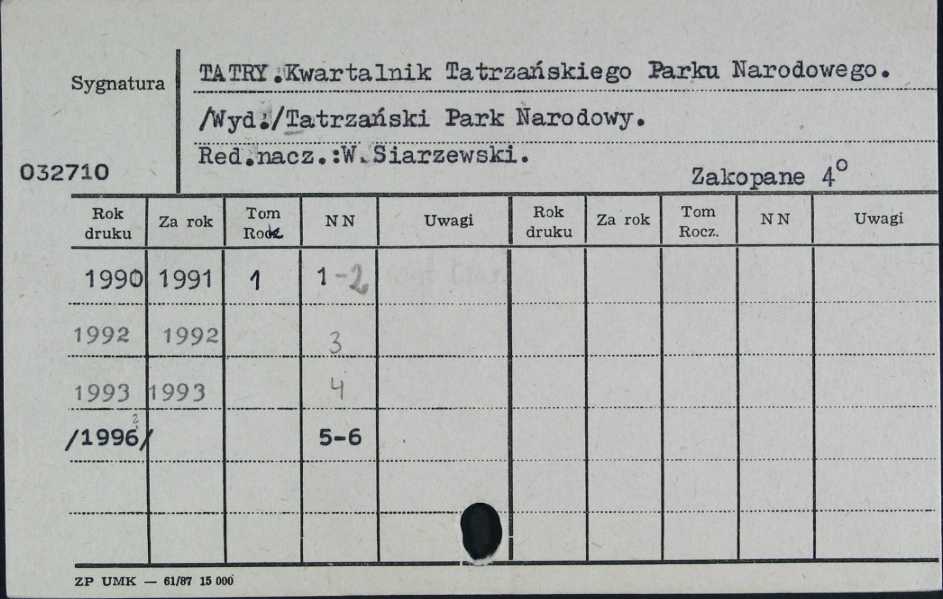 Sygnatura
TATRY.Kwartalnik Tatrzańskiego Parku Narodowego.
/Wyd./Tatrzański Park Narodowy.
Red.nacz.:W.Siarzewski.
032710
Zakopane 4°
Rok druku Za rok Tom Rocz. N N Uwagi Rok druku Za rok Tom Rocz. N N Uwagi
1990 1991 1 1-2
1992 1992 3
1993 1993 4
/1996/ 5-6
ZP UMK — 61/87 15 000